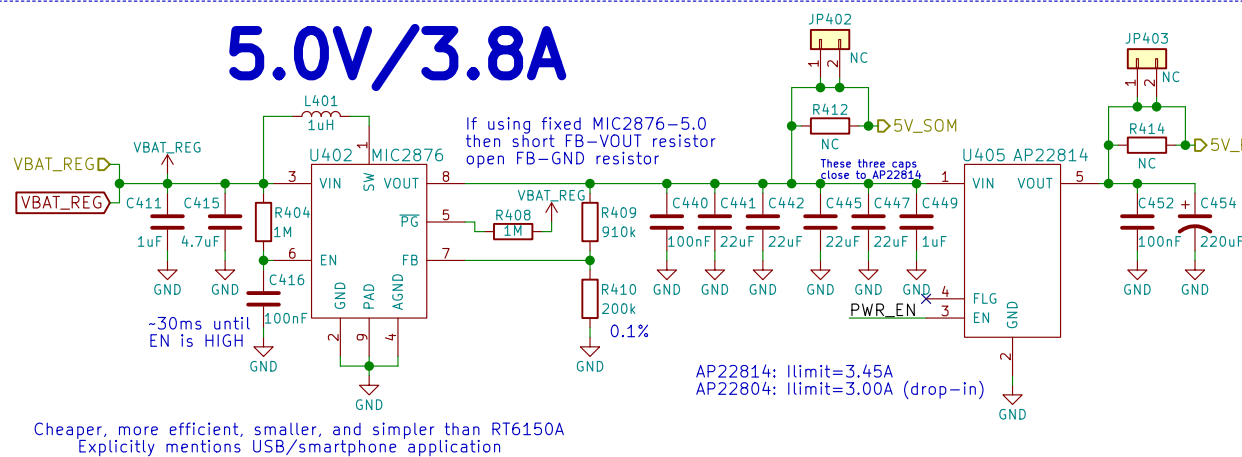 5.0V/3.8A
JP402
1
2
NC
R412
NC
5V_SOM
JP403
1
2
NC
R414
NC
L401
1uH
If using fixed MIC2876-5.0
then short FB-VOUT resistor
open FB-GND resistor
VBAT_REG
VBAT_REG
VBAT_REG
U402
MIC2876
3
VIN
1
SW
VOUT
8
PG
5
EN
6
FB
7
GND
PAD
AGND
2
9
4
GND
C411
1uF
GND
C415
4.7uF
GND
R404
1M
C416
100nF
GND
~30ms until
EN is HIGH
VBAT_REG
R408
1M
R409
910k
R410
200k
0.1%
GND
These three caps
close to AP22814
C440
100nF
GND
C441
22uF
GND
C442
22uF
GND
C445
22uF
GND
C447
22uF
GND
C449
1uF
GND
U405
AP22814
1
VIN
VOUT
5
4
FLG
PWR_EN
3
EN
GND
2
GND
C452
100nF
GND
+
C454
220uF
GND
AP22814: Ilimit=3.45A
AP22804: Ilimit=3.00A (drop-in)
Cheaper, more efficient, smaller, and simpler than RT6150A
Explicitly mentions USB/smartphone application